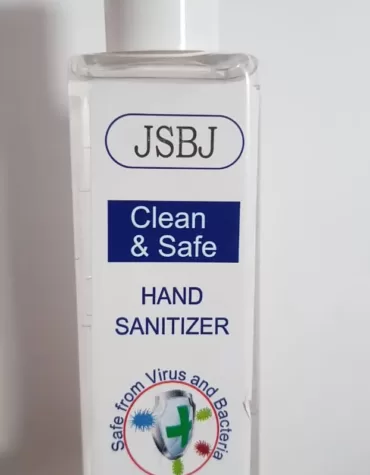 JSBJ
Clean
& Safe
HAND
SANITIZER
Safe from Virus and Bacteria